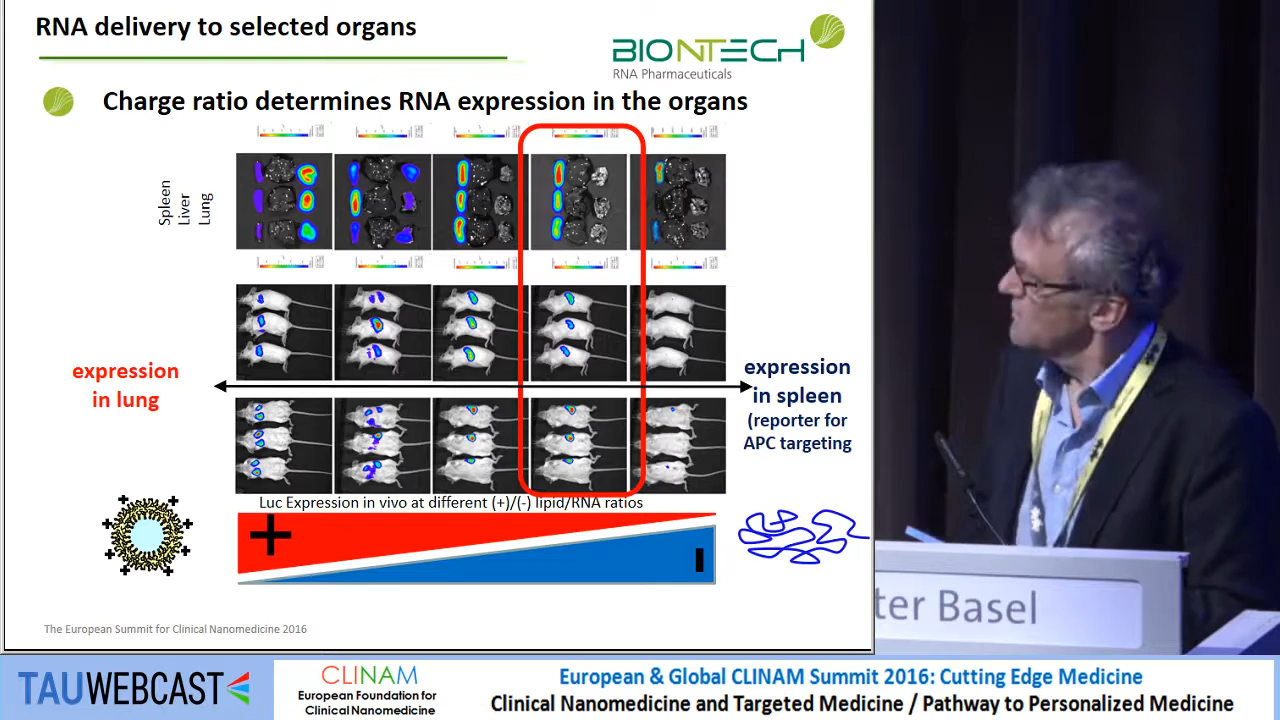 RNA delivery to selected organs
BIONTECH
RNA Pharmaceuticals
Charge ratio determines RNA expression in the organs
Spleen
Liver
Lung
expression
in lung
expression
in spleen
(reporter for
APC targeting
Luc Expression in vivo at different (+)/(-) lipid/RNA ratios
+
-
The European Summit for Clinical Nanomedicine 2016
ter Basel
TAUWEBCAST
CLINAM
European Foundation for
Clinical Nanomedicine
European & Global CLINAM Summit 2016: Cutting Edge Medicine
Clinical Nanomedicine and Targeted Medicine / Pathway to Personalized Medicine